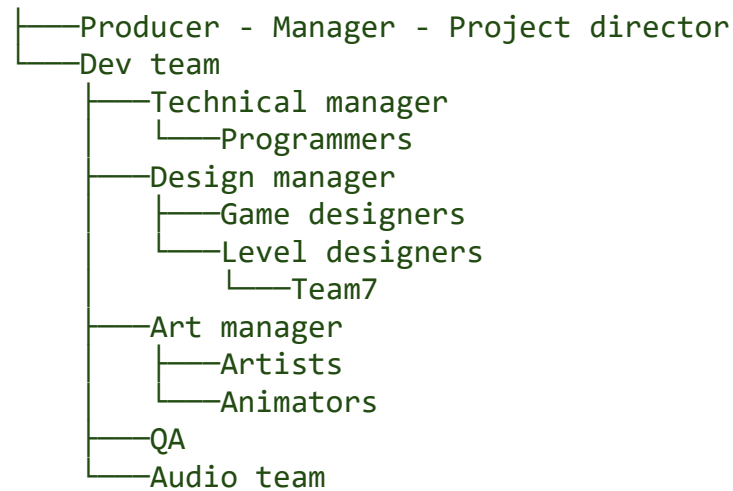 Producer - Manager - Project director
Dev team
Technical manager
Programmers
Design manager
Game designers
Level designers
Team7
Art manager
Artists
Animators
QA
Audio team